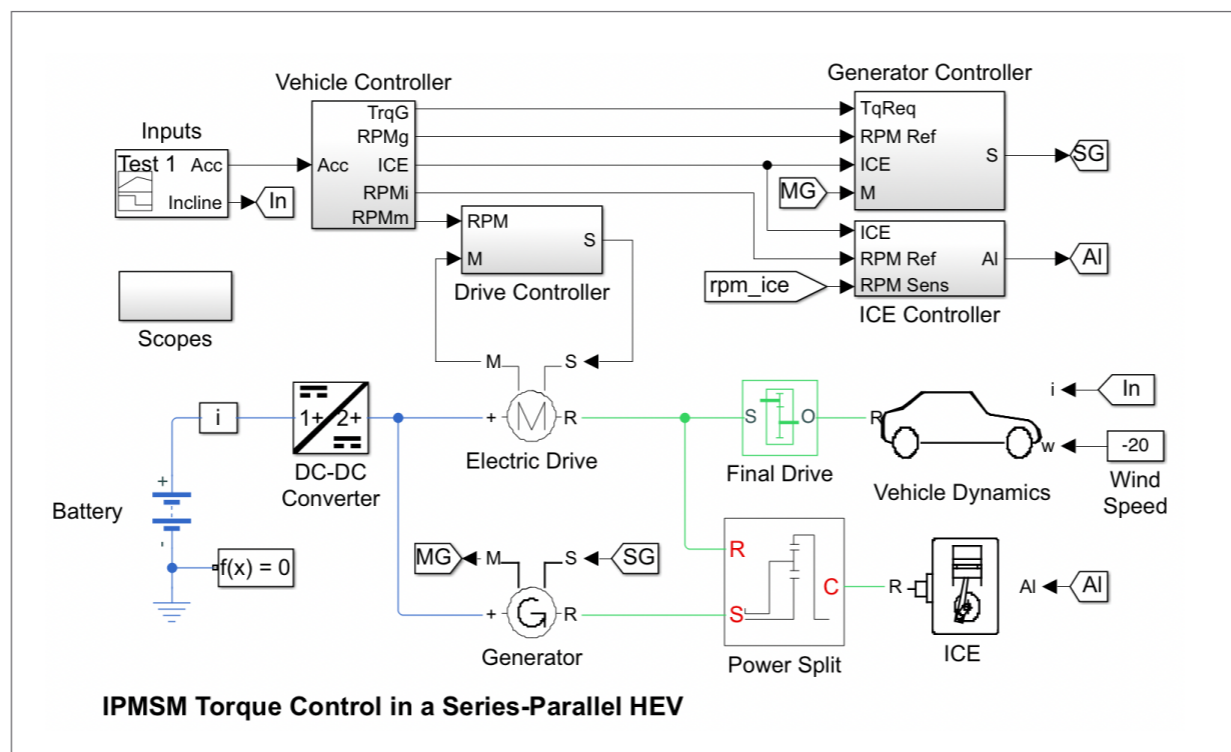 Vehicle Controller
Generator Controller
Inputs
Test 1
Acc
Incline
In
Acc
TrqG
RPMg
ICE
RPMi
RPMm
TqReq
RPM Ref
ICE
M
S
SG
MG
RPM
M
S
Drive Controller
ICE
RPM Ref
RPM Sens
AI
AI
rpm_ice
ICE Controller
Scopes
M
S
i
1+
2+
DC-DC
Converter
+
M
R
Electric Drive
S
O
Final Drive
R
i
w
In
-20
Wind
Speed
Vehicle Dynamics
Battery
+
-
f(x) = 0
MG
M
S
SG
+
G
R
Generator
R
S
C
Power Split
R
AI
AI
ICE
IPMSM Torque Control in a Series-Parallel HEV